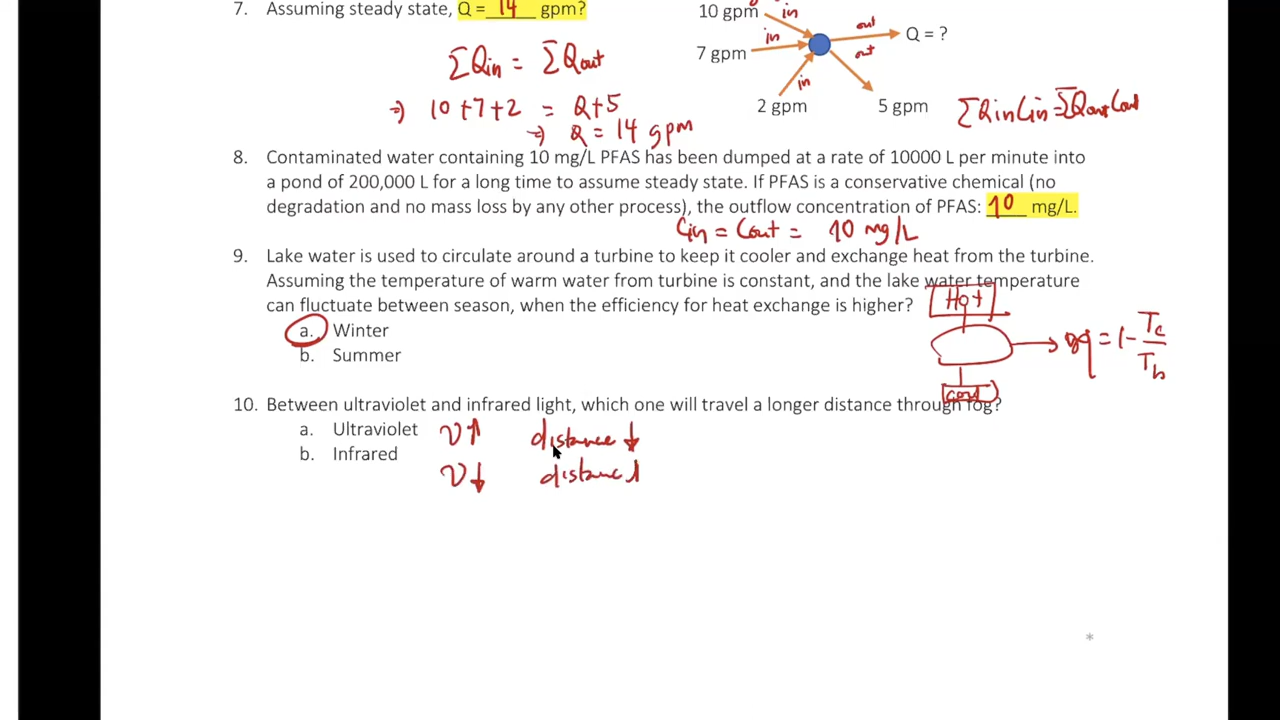 7. Assuming steady state, Q = 14 gpm?
10 gpm in
in
out
Q = ?
7 gpm
out
in
2 gpm
5 gpm
ΣQin = ΣQout
⇒ 10+7+2 = Q+5
⇒ Q = 14 gpm
ΣQinCin=ΣQoutCout
8. Contaminated water containing 10 mg/L PFAS has been dumped at a rate of 10000 L per minute into
a pond of 200,000 L for a long time to assume steady state. If PFAS is a conservative chemical (no
degradation and no mass loss by any other process), the outflow concentration of PFAS: 10 mg/L.
Cin = Cout = 10 mg/L
9. Lake water is used to circulate around a turbine to keep it cooler and exchange heat from the turbine.
Assuming the temperature of warm water from turbine is constant, and the lake water temperature
can fluctuate between season, when the efficiency for heat exchange is higher?
Hot
a. Winter
b. Summer
= 1 - Tc
Th
10. Between ultraviolet and infrared light, which one will travel a longer distance through fog?
a. Ultraviolet ν↑ distance ↓
b. Infrared
ν↓ distance
*